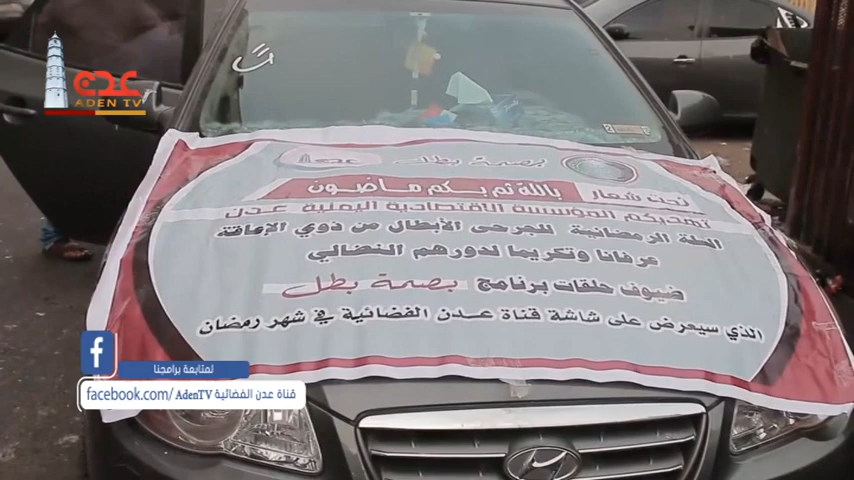 عدن
ADEN TV
بصمة بطل
تحت شعار بالله ثم بكم ماضون
تصحبكم المؤسسة الاقتصادية اليمنية عدن
السلة الرمضانية للجرحى الأبطال من ذوي الإعاقة
عرفانا وتكريما لدورهم النضالي
ضيوف حلقات برنامج بصمة بطل
الذي سيعرض على شاشة قناة عدن الفضائية في شهر رمضان
لمتابعة برامجنا
facebook.com/ AdenTV قناة عدن الفضائية